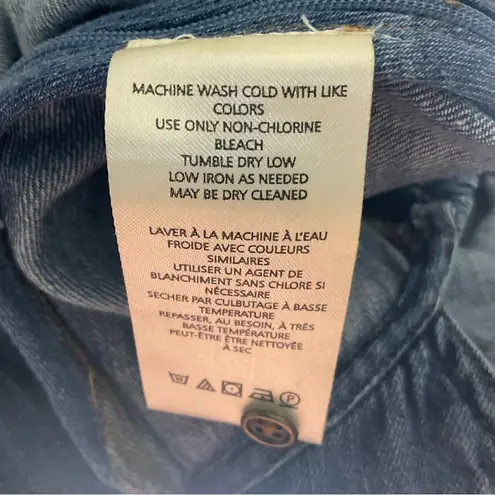 MACHINE WASH COLD WITH LIKE
COLORS
USE ONLY NON-CHLORINE
BLEACH
TUMBLE DRY LOW
LOW IRON AS NEEDED
MAY BE DRY CLEANED
LAVER À LA MACHINE À L'EAU
FROIDE AVEC COULEURS
SIMILAIRES
UTILISER UN AGENT DE
BLANCHIMENT SANS CHLORE SI
NÉCESSAIRE
SECHER PAR CULBUTAGE À BASSE
TEMPERATURE
REPASSER, AU BESOIN, À TRÈS
BASSE TEMPÉRATURE
PEUT-ÊTRE ÊTRE NETTOYÉE
À SEC
P